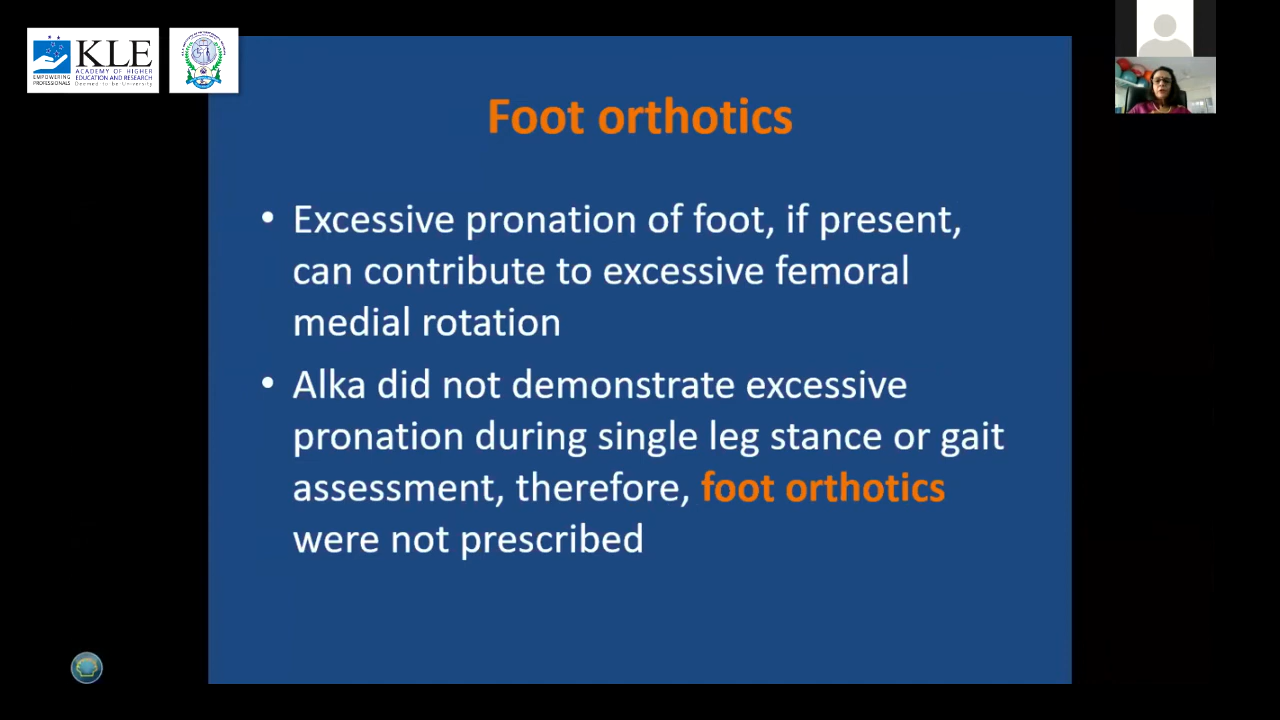 KLE
ACADEMY OF HIGHER
EDUCATION AND RESEARCH
Deemed-to-be-University
EMPOWERING
PROFESSIONALS
Foot orthotics
• Excessive pronation of foot, if present,
can contribute to excessive femoral
medial rotation
• Alka did not demonstrate excessive
pronation during single leg stance or gait
assessment, therefore, foot orthotics
were not prescribed